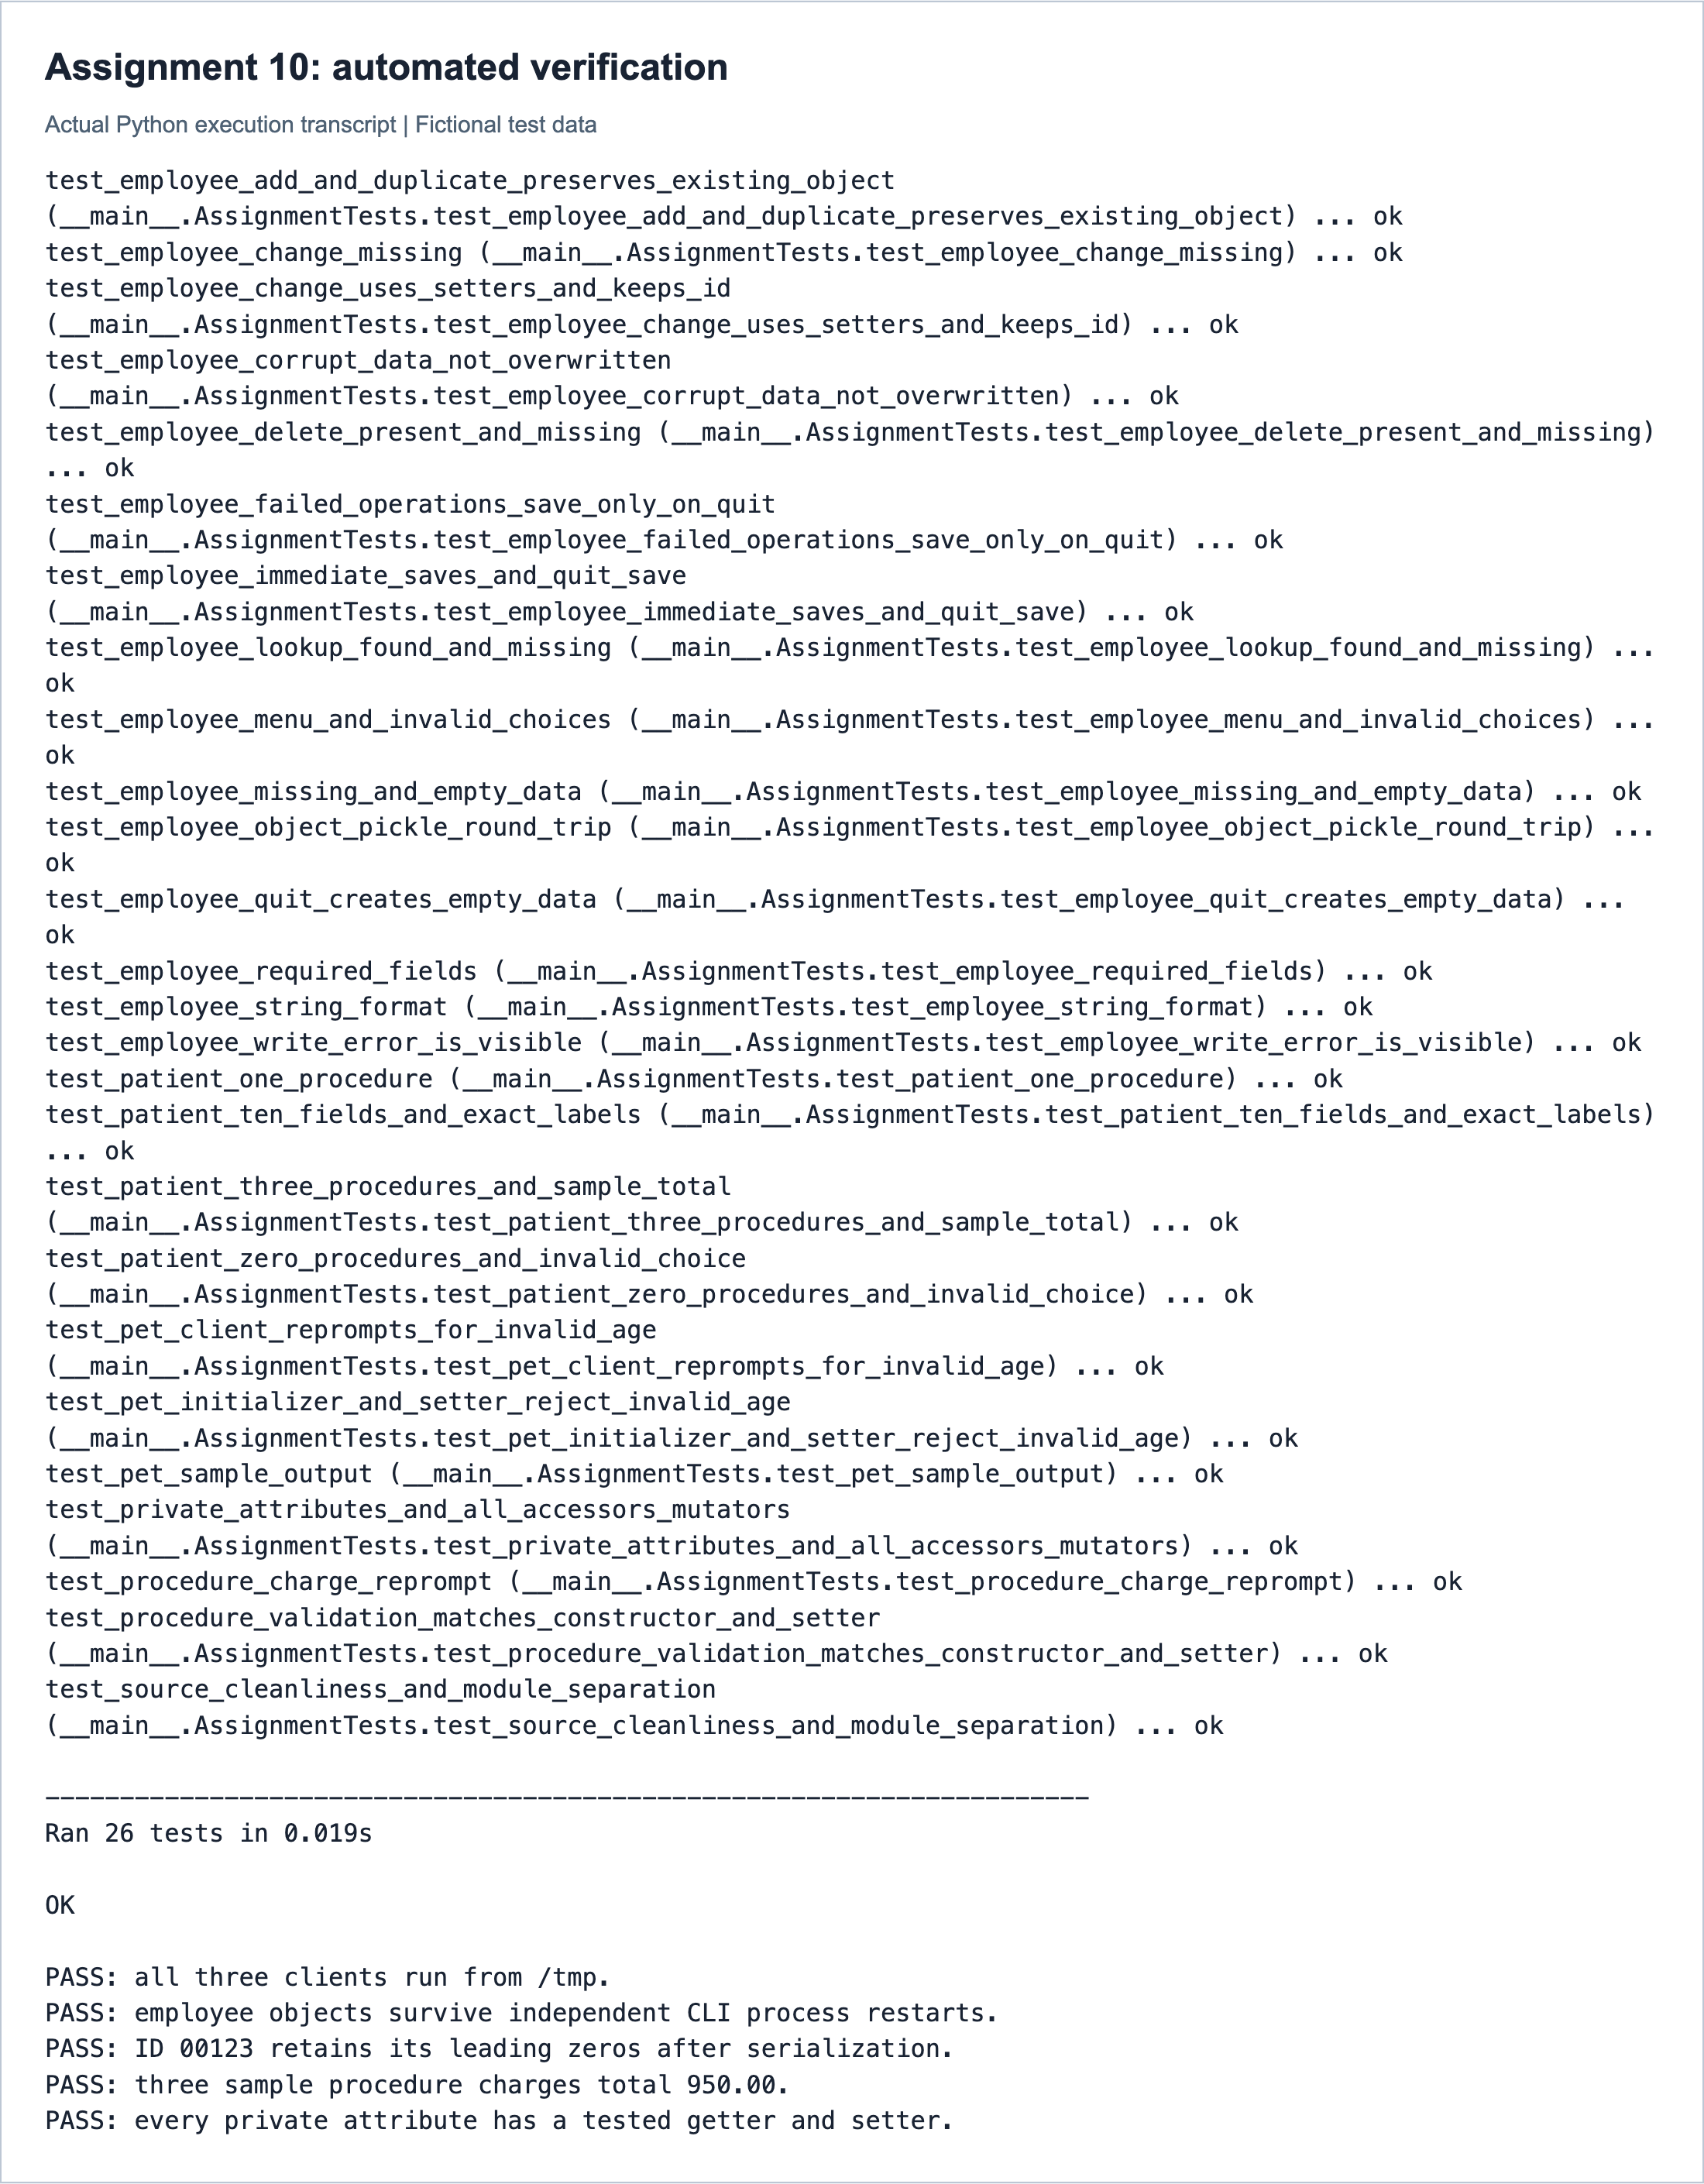 Assignment 10: automated verification
Actual Python execution transcript | Fictional test data
test_employee_add_and_duplicate_preserves_existing_object
(__main__.AssignmentTests.test_employee_add_and_duplicate_preserves_existing_object) ... ok
test_employee_change_missing (__main__.AssignmentTests.test_employee_change_missing) ... ok
test_employee_change_uses_setters_and_keeps_id
(__main__.AssignmentTests.test_employee_change_uses_setters_and_keeps_id) ... ok
test_employee_corrupt_data_not_overwritten
(__main__.AssignmentTests.test_employee_corrupt_data_not_overwritten) ... ok
test_employee_delete_present_and_missing (__main__.AssignmentTests.test_employee_delete_present_and_missing)
... ok
test_employee_failed_operations_save_only_on_quit
(__main__.AssignmentTests.test_employee_failed_operations_save_only_on_quit) ... ok
test_employee_immediate_saves_and_quit_save
(__main__.AssignmentTests.test_employee_immediate_saves_and_quit_save) ... ok
test_employee_lookup_found_and_missing (__main__.AssignmentTests.test_employee_lookup_found_and_missing) ...
ok
test_employee_menu_and_invalid_choices (__main__.AssignmentTests.test_employee_menu_and_invalid_choices) ...
ok
test_employee_missing_and_empty_data (__main__.AssignmentTests.test_employee_missing_and_empty_data) ... ok
test_employee_object_pickle_round_trip (__main__.AssignmentTests.test_employee_object_pickle_round_trip) ...
ok
test_employee_quit_creates_empty_data (__main__.AssignmentTests.test_employee_quit_creates_empty_data) ...
ok
test_employee_required_fields (__main__.AssignmentTests.test_employee_required_fields) ... ok
test_employee_string_format (__main__.AssignmentTests.test_employee_string_format) ... ok
test_employee_write_error_is_visible (__main__.AssignmentTests.test_employee_write_error_is_visible) ... ok
test_patient_one_procedure (__main__.AssignmentTests.test_patient_one_procedure) ... ok
test_patient_ten_fields_and_exact_labels (__main__.AssignmentTests.test_patient_ten_fields_and_exact_labels)
... ok
test_patient_three_procedures_and_sample_total
(__main__.AssignmentTests.test_patient_three_procedures_and_sample_total) ... ok
test_patient_zero_procedures_and_invalid_choice
(__main__.AssignmentTests.test_patient_zero_procedures_and_invalid_choice) ... ok
test_pet_client_reprompts_for_invalid_age
(__main__.AssignmentTests.test_pet_client_reprompts_for_invalid_age) ... ok
test_pet_initializer_and_setter_reject_invalid_age
(__main__.AssignmentTests.test_pet_initializer_and_setter_reject_invalid_age) ... ok
test_pet_sample_output (__main__.AssignmentTests.test_pet_sample_output) ... ok
test_private_attributes_and_all_accessors_mutators
(__main__.AssignmentTests.test_private_attributes_and_all_accessors_mutators) ... ok
test_procedure_charge_reprompt (__main__.AssignmentTests.test_procedure_charge_reprompt) ... ok
test_procedure_validation_matches_constructor_and_setter
(__main__.AssignmentTests.test_procedure_validation_matches_constructor_and_setter) ... ok
test_source_cleanliness_and_module_separation
(__main__.AssignmentTests.test_source_cleanliness_and_module_separation) ... ok
----------------------------------------------------------------------
Ran 26 tests in 0.019s
OK
PASS: all three clients run from /tmp.
PASS: employee objects survive independent CLI process restarts.
PASS: ID 00123 retains its leading zeros after serialization.
PASS: three sample procedure charges total 950.00.
PASS: every private attribute has a tested getter and setter.